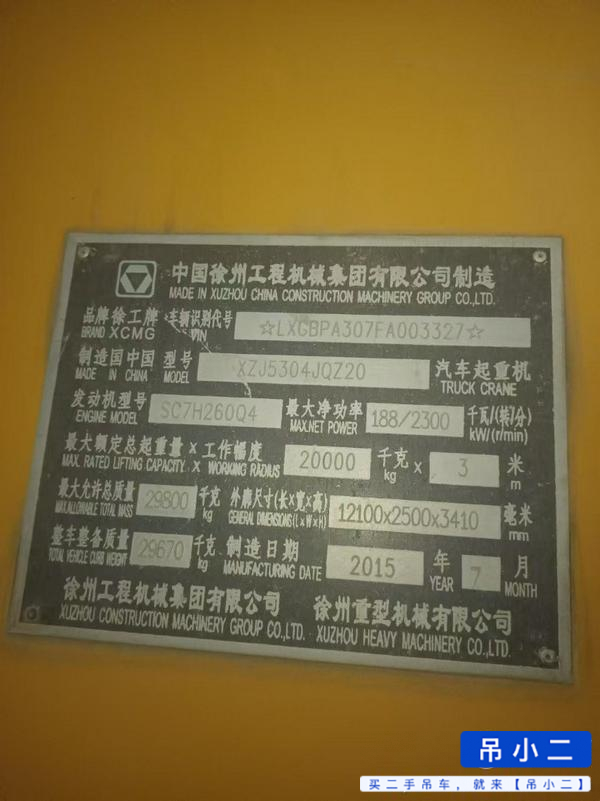 中国徐州工程机械集团有限公司制造
MADE IN XUZHOU CHINA CONSTRUCTION MACHINERY GROUP CO.,LTD.
品牌 徐工牌 车辆识别代号 ☆LXGBPA307FA003327☆
BRAND XCMG VIN
制造国 中国 型号 XZJ5304JQZ20 汽车起重机
MADE IN CHINA MODEL TRUCK CRANE
发动机型号 SC7H260Q4 最大净功率 188/2300 千瓦/(转/分)
ENGINE MODEL MAX.NET POWER kW/(r/min)
最大额定总起重量 × 工作幅度 20000 千克 × 3 米
MAX. RATED LIFTING CAPACITY × WORKING RADIUS kg m
最大允许总质量 29800 千克 外廓尺寸(长×宽×高) 12100x2500x3410 毫米
MAX.ALLOWABLE TOTAL MASS kg GENERAL DIMENSIONS(L×W×H) mm
整车整备质量 29670 千克 制造日期 2015 年 7 月
TOTAL VEHICLE CURB WEIGHT kg MANUFACTURING DATE YEAR MONTH
徐州工程机械集团有限公司 徐州重型机械有限公司
XUZHOU CONSTRUCTION MACHINERY GROUP CO.,LTD. XUZHOU HEAVY MACHINERY CO.,LTD.
吊小二
买二手吊车，就来【吊小二】